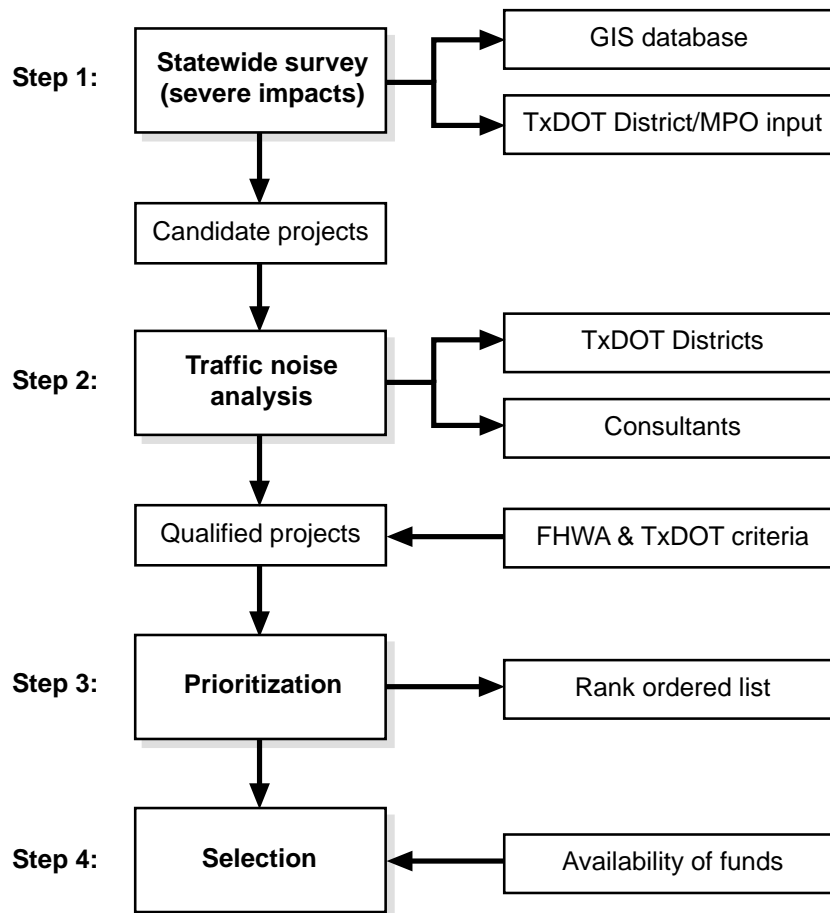 GIS database
Step 1:
Statewide survey
(severe impacts)
TxDOT District/MPO input
Candidate projects
Step 2:
Traffic noise
analysis
TxDOT Districts
Consultants
Qualified projects
FHWA & TxDOT criteria
Step 3:
Prioritization
Rank ordered list
Step 4:
Selection
Availability of funds